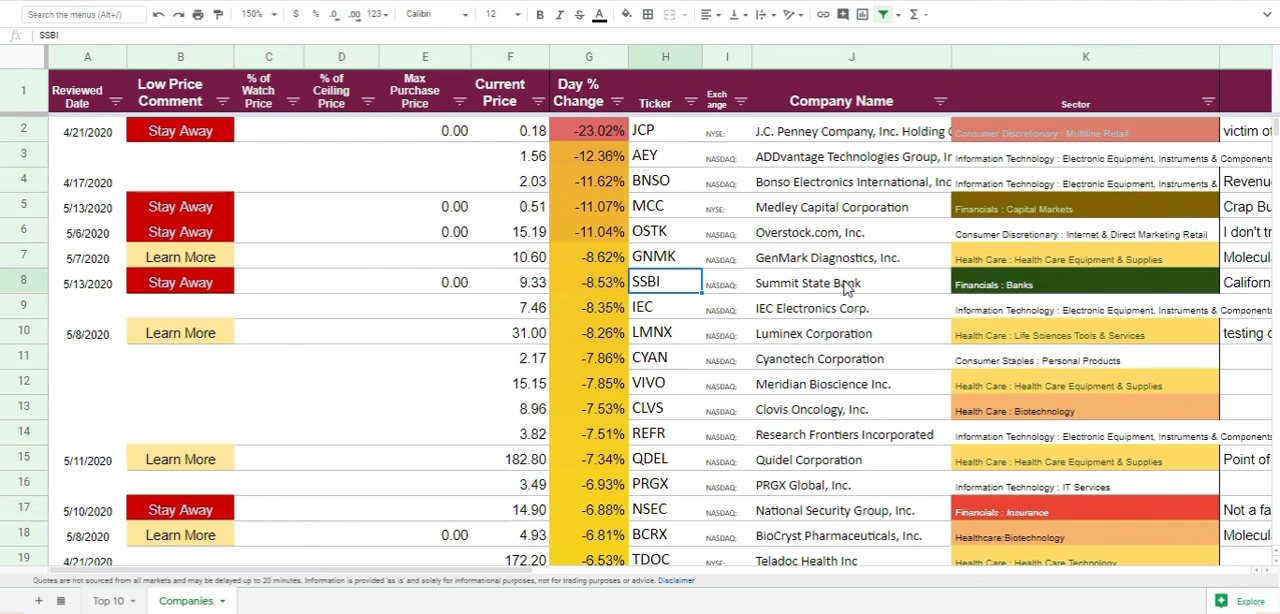 Search the menus (Alt+/) 150% $ % .0 .00 123 Calibri 12 B I S A Σ
fx SSBI
A B C D E F G H I J K
1 Reviewed Date Low Price Comment % of Watch Price % of Ceiling Price Max Purchase Price Current Price Day % Change Ticker Exch ange Company Name Sector
2 4/21/2020 Stay Away 0.00 0.18 -23.02% JCP NYSE: J.C. Penney Company, Inc. Holding C Consumer Discretionary : Multiline Retail victim of
3 1.56 -12.36% AEY NASDAQ: ADDvantage Technologies Group, Ir Information Technology : Electronic Equipment, Instruments & Components
4 4/17/2020 2.03 -11.62% BNSO NASDAQ: Bonso Electronics International, Inc Information Technology : Electronic Equipment, Instruments & Revenue
5 5/13/2020 Stay Away 0.00 0.51 -11.07% MCC NYSE: Medley Capital Corporation Financials : Capital Markets Crap Bu
6 5/6/2020 Stay Away 0.00 15.19 -11.04% OSTK NASDAQ: Overstock.com, Inc. Consumer Discretionary : Internet & Direct Marketing Retail I don't tr
7 5/7/2020 Learn More 10.60 -8.62% GNMK NASDAQ: GenMark Diagnostics, Inc. Health Care : Health Care Equipment & Supplies Molecul
8 5/13/2020 Stay Away 0.00 9.33 -8.53% SSBI NASDAQ: Summit State Bank Financials : Banks Californ
9 7.46 -8.35% IEC NASDAQ: IEC Electronics Corp. Information Technology : Electronic Equipment, Instruments & Components
10 5/8/2020 Learn More 31.00 -8.26% LMNX NASDAQ: Luminex Corporation Health Care : Life Sciences Tools & Services testing c
11 2.17 -7.86% CYAN NASDAQ: Cyanotech Corporation Consumer Staples : Personal Products
12 15.15 -7.85% VIVO NASDAQ: Meridian Bioscience Inc. Health Care : Health Care Equipment & Supplies
13 8.96 -7.53% CLVS NASDAQ: Clovis Oncology, Inc. Health Care : Biotechnology
14 3.82 -7.51% REFR NASDAQ: Research Frontiers Incorporated Information Technology : Electronic Equipment, Instruments & Components
15 5/11/2020 Learn More 182.80 -7.34% QDEL NASDAQ: Quidel Corporation Health Care : Health Care Equipment & Supplies Point of
16 3.49 -6.93% PRGX NASDAQ: PRGX Global, Inc. Information Technology : IT Services
17 5/10/2020 Stay Away 14.90 -6.88% NSEC NASDAQ: National Security Group, Inc. Financials : Insurance Not a fa
18 5/8/2020 Learn More 0.00 4.93 -6.81% BCRX NASDAQ: BioCryst Pharmaceuticals, Inc. Healthcare:Biotechnology Molecul
19 4/21/2020 172.20 -6.53% TDOC NYSE: Teladoc Health Inc Health Care : Health Care Technology
Quotes are not sourced from all markets and may be delayed up to 20 minutes. Information is provided 'as is' and solely for informational purposes, not for trading purposes or advice. Disclaimer
+ Top 10 Companies Explore